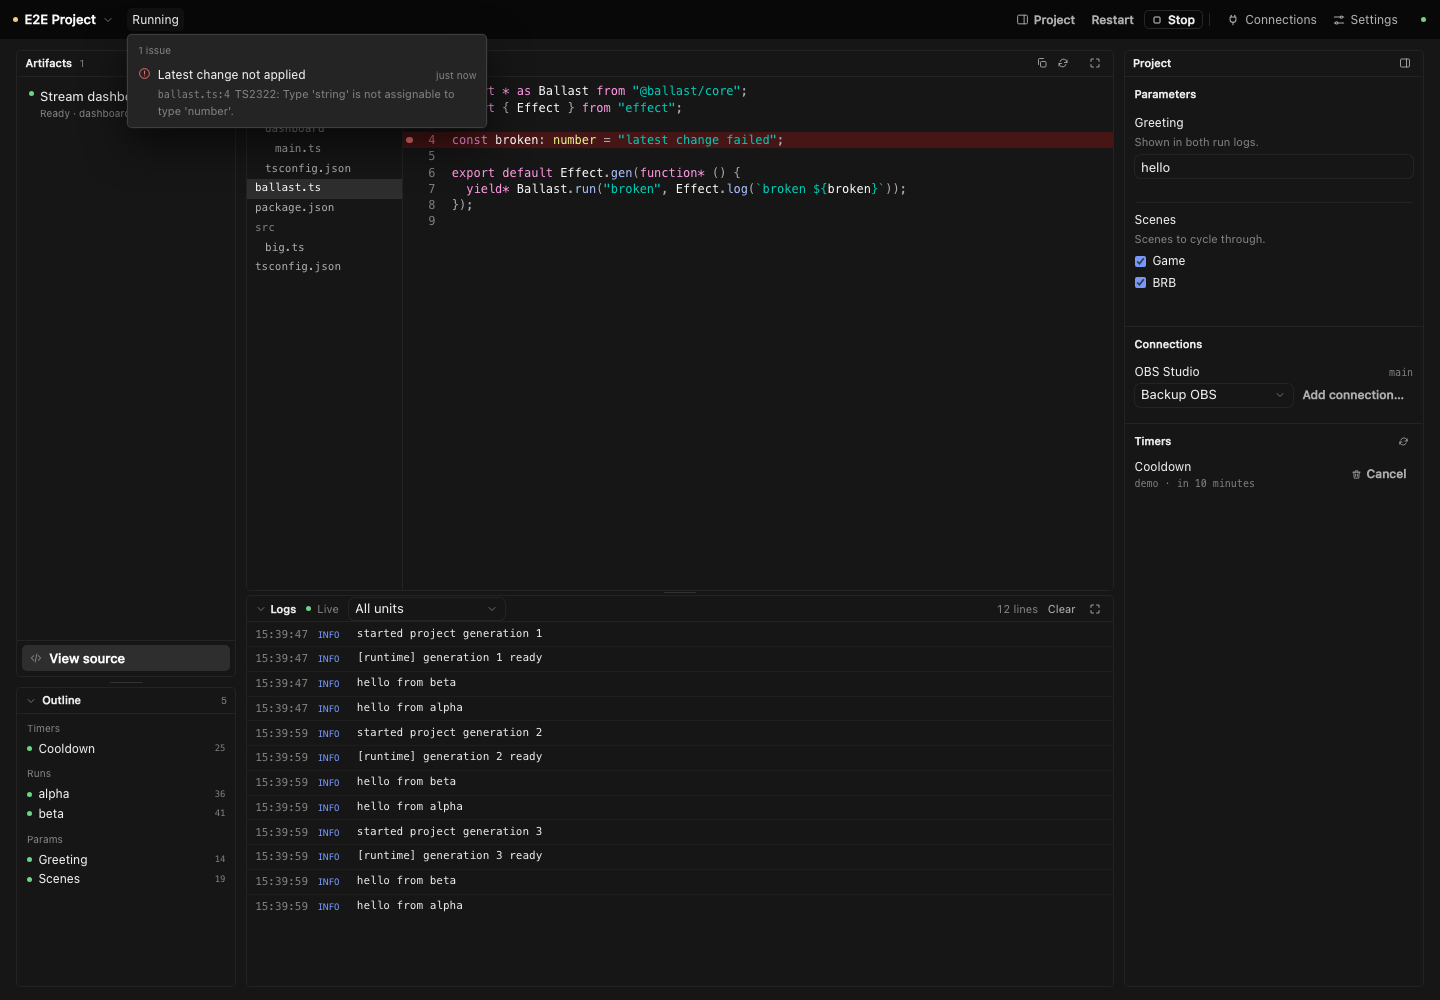 E2E Project
Running
Project
Restart
Stop
Connections
Settings
1 issue
Latest change not applied
just now
ballast.ts:4 TS2322: Type 'string' is not assignable to
type 'number'.
Artifacts 1
Stream
Ready · dashboard
View source
Outline 5
Timers
Cooldown 25
Runs
alpha 36
beta 41
Params
Greeting 14
Scenes 19
dashboard
main.ts
tsconfig.json
ballast.ts
package.json
src
big.ts
tsconfig.json
* as Ballast from "@ballast/core";
{ Effect } from "effect";
4 const broken: number = "latest change failed";
5
6 export default Effect.gen(function* () {
7 yield* Ballast.run("broken", Effect.log(`broken ${broken}`));
8 });
9
Logs
Live
All units
12 lines
Clear
15:39:47 INFO started project generation 1
15:39:47 INFO [runtime] generation 1 ready
15:39:47 INFO hello from beta
15:39:47 INFO hello from alpha
15:39:59 INFO started project generation 2
15:39:59 INFO [runtime] generation 2 ready
15:39:59 INFO hello from beta
15:39:59 INFO hello from alpha
15:39:59 INFO started project generation 3
15:39:59 INFO [runtime] generation 3 ready
15:39:59 INFO hello from beta
15:39:59 INFO hello from alpha
Project
Parameters
Greeting
Shown in both run logs.
hello
Scenes
Scenes to cycle through.
Game
BRB
Connections
OBS Studio main
Backup OBS
Add connection...
Timers
Cooldown
demo · in 10 minutes
Cancel